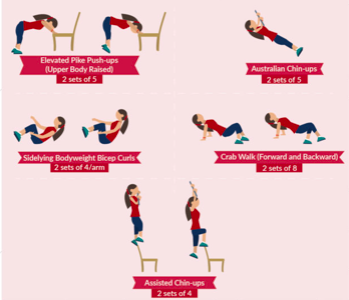 Elevated Pike Push-ups
(Upper Body Raised)
2 sets of 5
Australian Chin-ups
2 sets of 5
Sidelying Bodyweight Bicep Curls
2 sets of 4/arm
Crab Walk (Forward and Backward)
2 sets of 8
Assisted Chin-ups
2 sets of 4